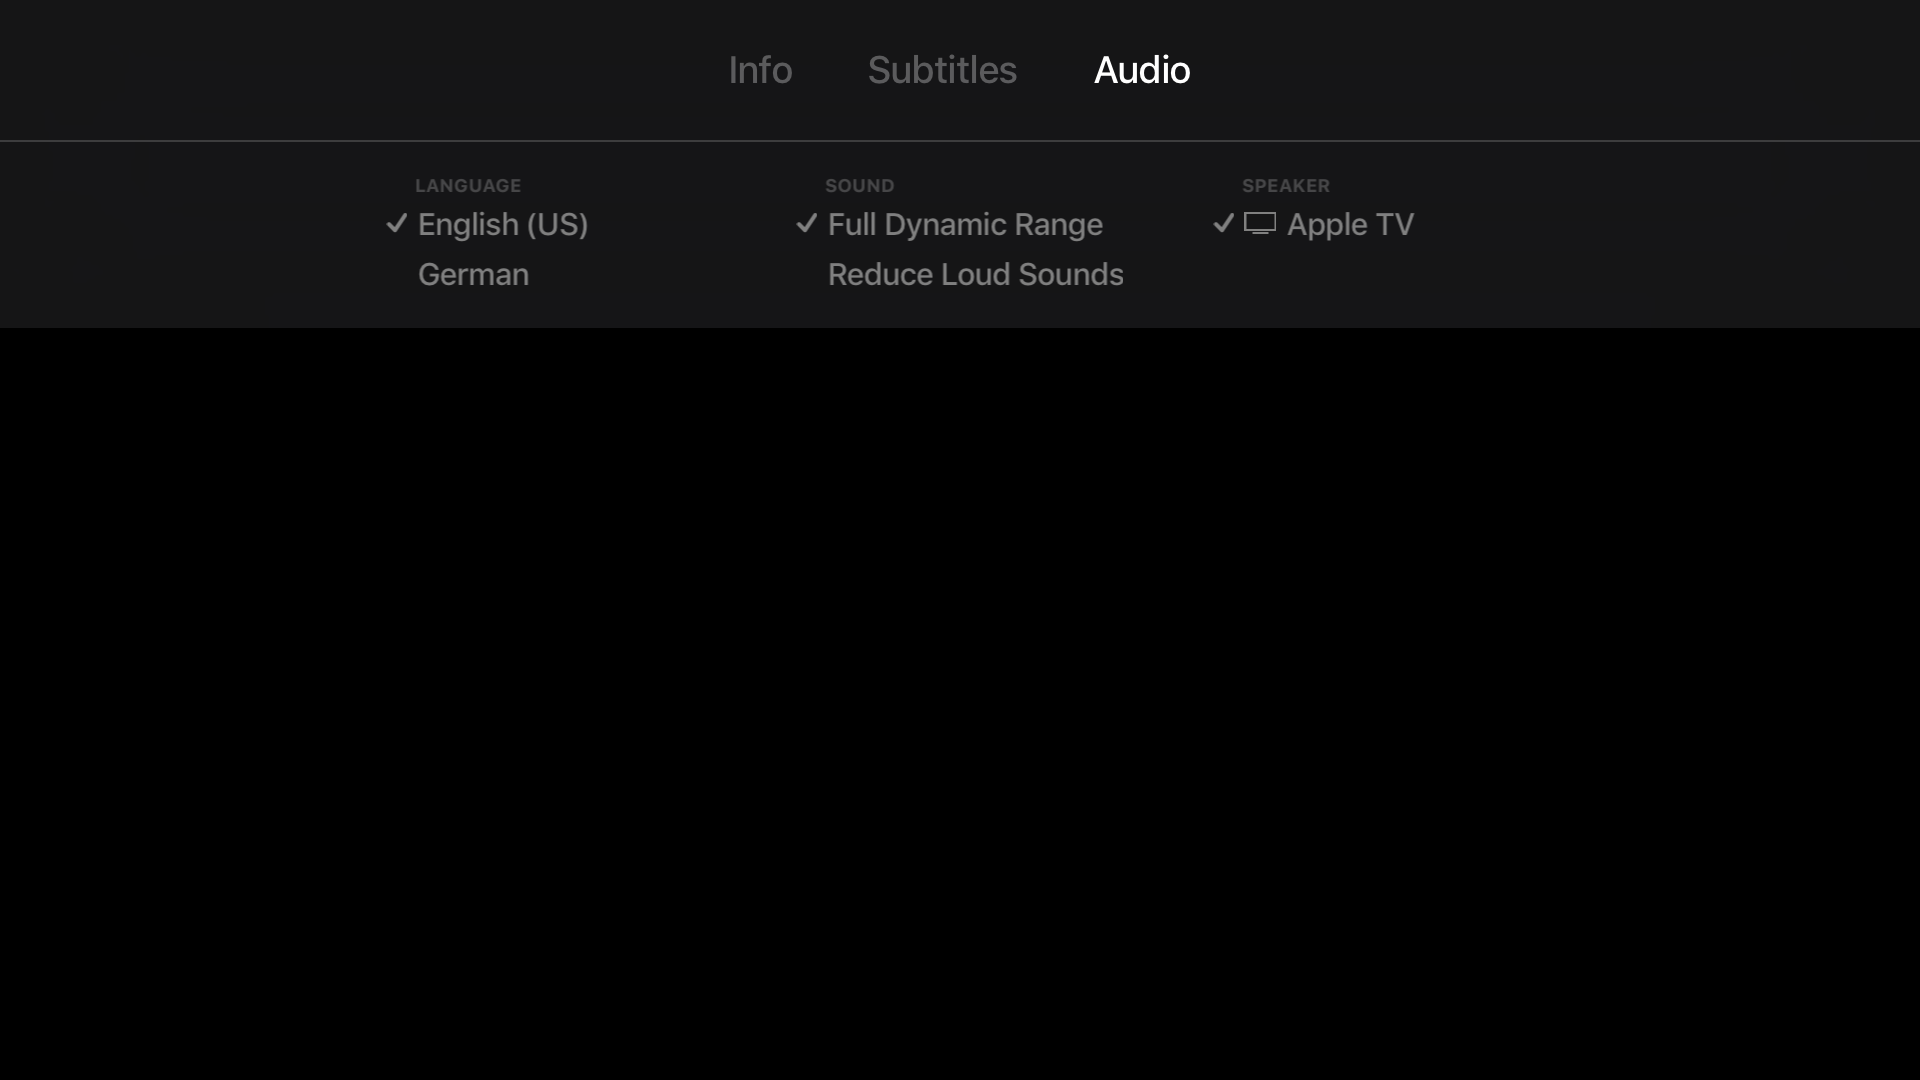 Info Subtitles Audio
LANGUAGE
English (US)
German
SOUND
Full Dynamic Range
Reduce Loud Sounds
SPEAKER
Apple TV